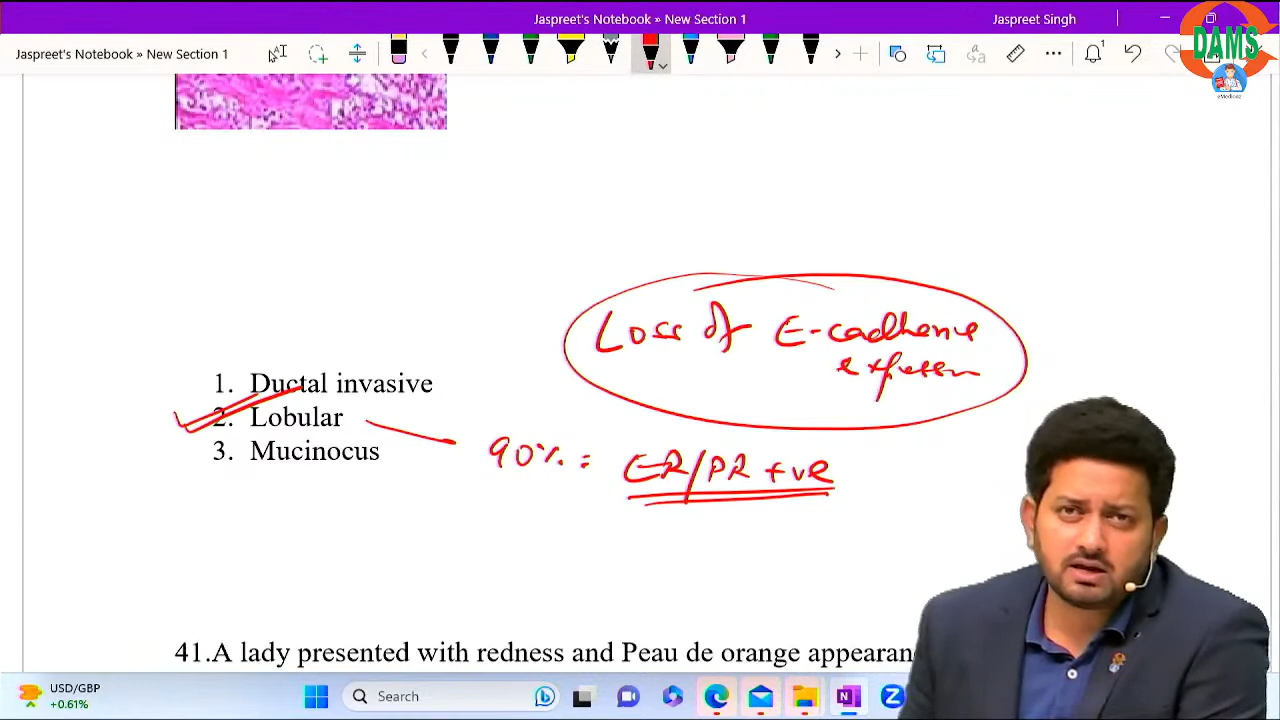 Jaspreet's Notebook » New Section 1
Jaspreet Singh
Jaspreet's Notebook » New Section 1
DAMS
eMedicoz
Loss of E-cadherine
1. Ductal invasive
2. Lobular
3. Mucinocus
90% = ER/PR +ve
41.A lady presented with redness and Peau de orange appearan
USD/GBP
+0.61%
Search